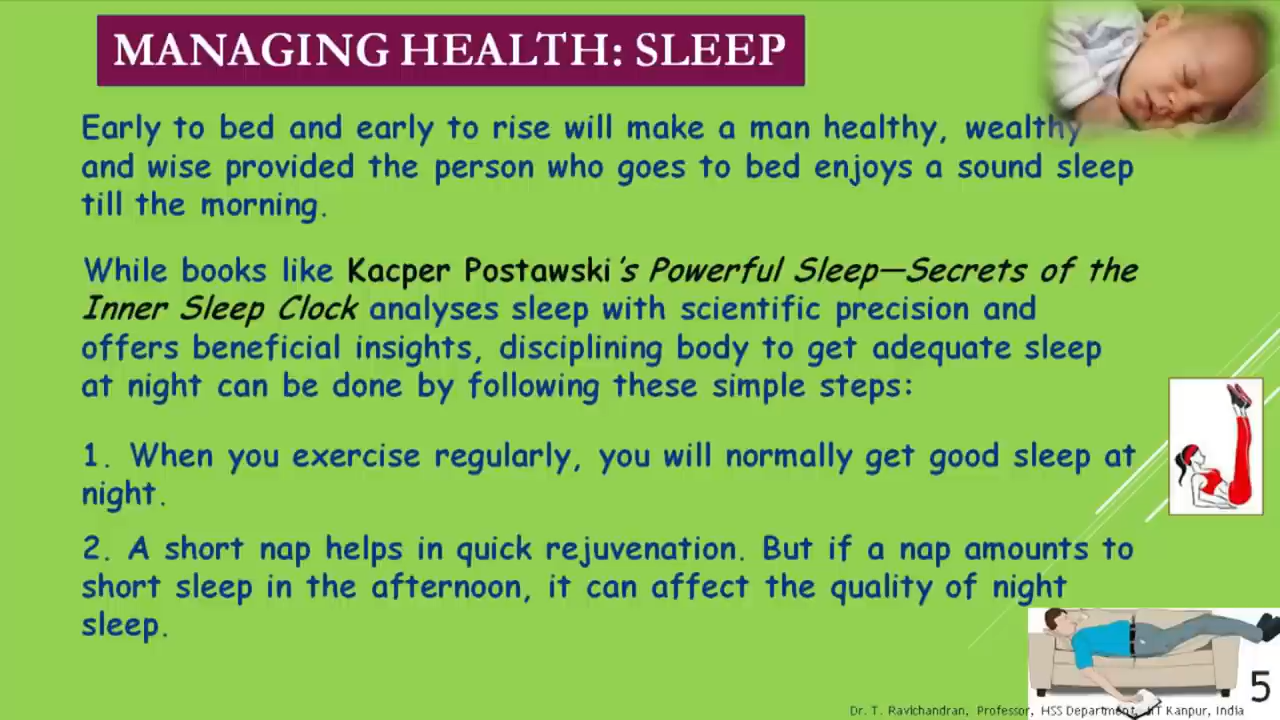 MANAGING HEALTH: SLEEP
Early to bed and early to rise will make a man healthy, wealthy
and wise provided the person who goes to bed enjoys a sound sleep
till the morning.
While books like Kacper Postawski's Powerful Sleep—Secrets of the
Inner Sleep Clock analyses sleep with scientific precision and
offers beneficial insights, disciplining body to get adequate sleep
at night can be done by following these simple steps:
1. When you exercise regularly, you will normally get good sleep at
night.
2. A short nap helps in quick rejuvenation. But if a nap amounts to
short sleep in the afternoon, it can affect the quality of night
sleep.
5
Dr. T. Ravichandran, Professor, HSS Department, IIT Kanpur, India